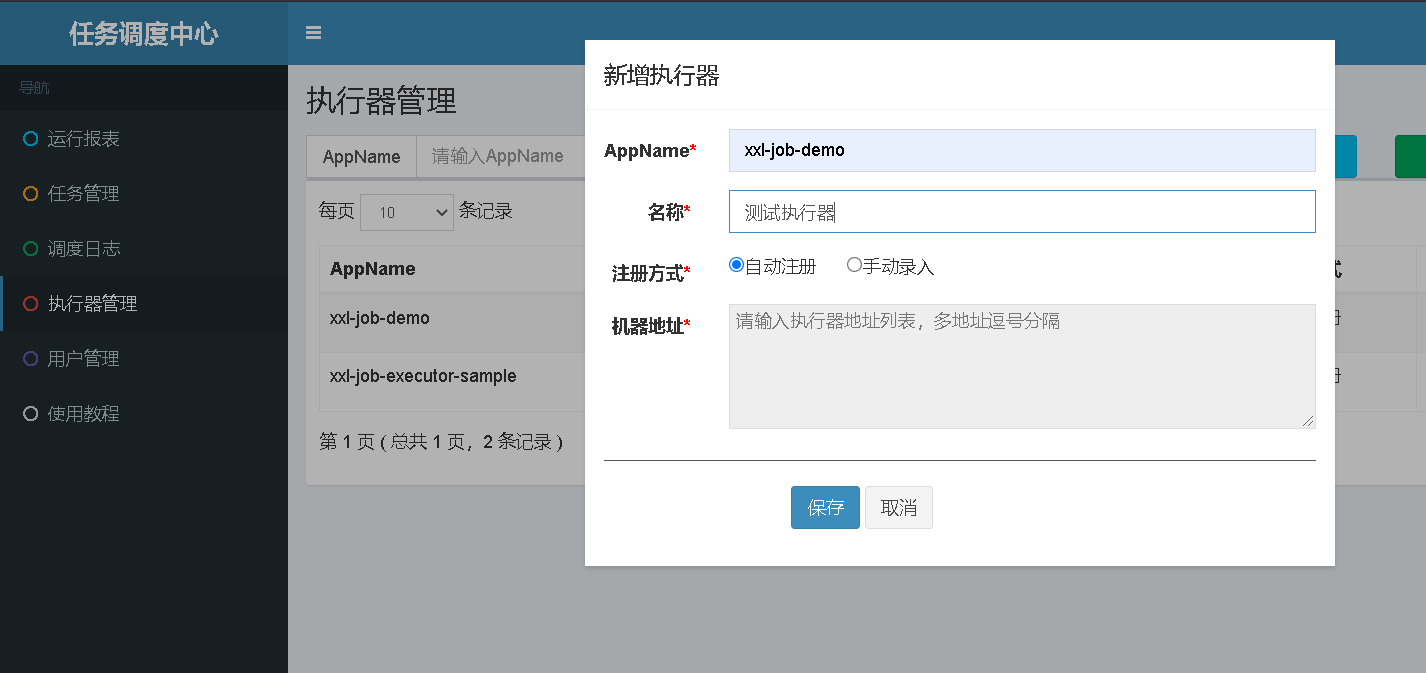 任务调度中心
导航
运行报表
任务管理
调度日志
执行器管理
用户管理
使用教程
执行器管理
AppName 请输入AppName
每页 10 条记录
AppName
xxl-job-demo
xxl-job-executor-sample
第 1 页 ( 总共 1 页，2 条记录 )
新增执行器
AppName* xxl-job-demo
名称* 测试执行器
注册方式* 自动注册 手动录入
机器地址* 请输入执行器地址列表，多地址逗号分隔
保存 取消